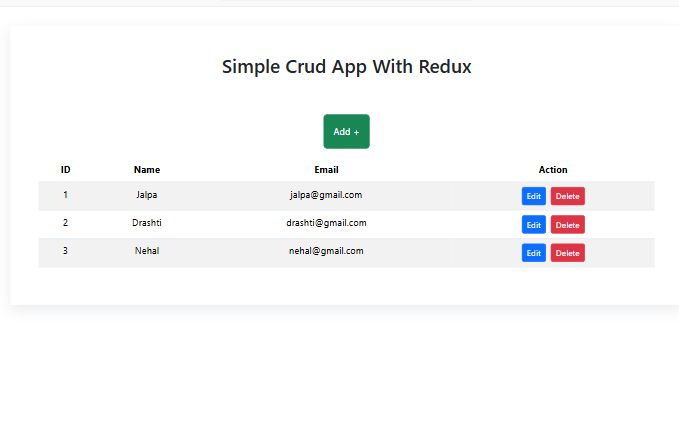 Simple Crud App With Redux
Add +
ID Name Email Action
1 Jalpa jalpa@gmail.com Edit Delete
2 Drashti drashti@gmail.com Edit Delete
3 Nehal nehal@gmail.com Edit Delete